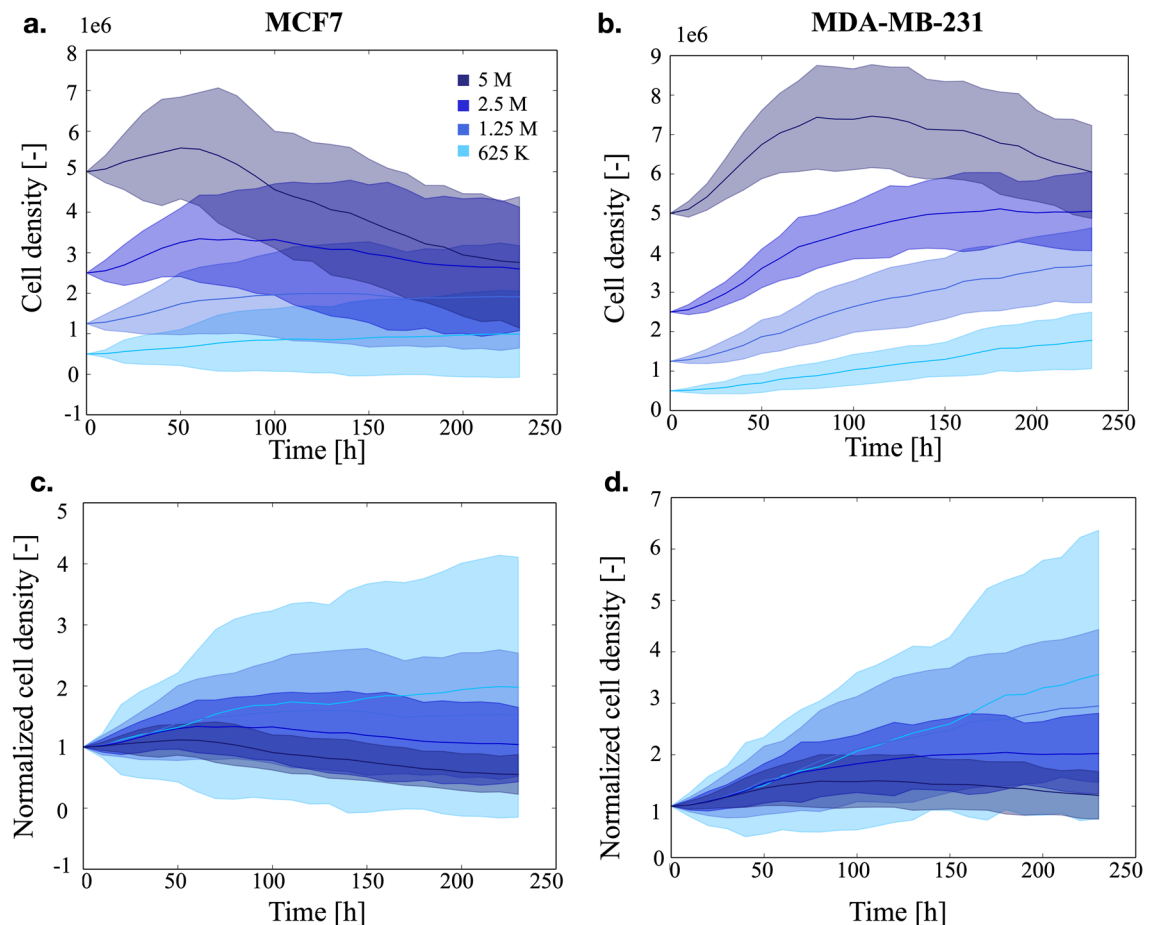 a.
MCF7
b.
MDA-MB-231
1e6
8
7
6
5
4
3
2
1
0
-1
Cell density [-]
5 M
2.5 M
1.25 M
625 K
0
50
100
150
200
250
Time [h]
1e6
9
8
7
6
5
4
3
2
1
0
Cell density [-]
0
50
100
150
200
250
Time [h]
c.
5
4
3
2
1
0
-1
Normalized cell density [-]
0
50
100
150
200
250
Time [h]
d.
7
6
5
4
3
2
1
0
Normalized cell density [-]
0
50
100
150
200
250
Time [h]